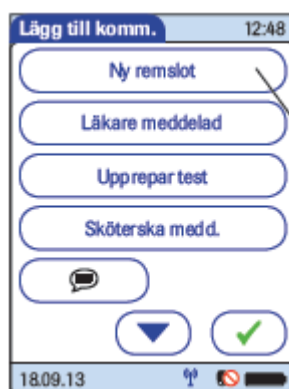 Lägg till komm. 12:48
Ny remslot
Läkare meddelad
Upprepar test
Sköterska medd.
18.09.13